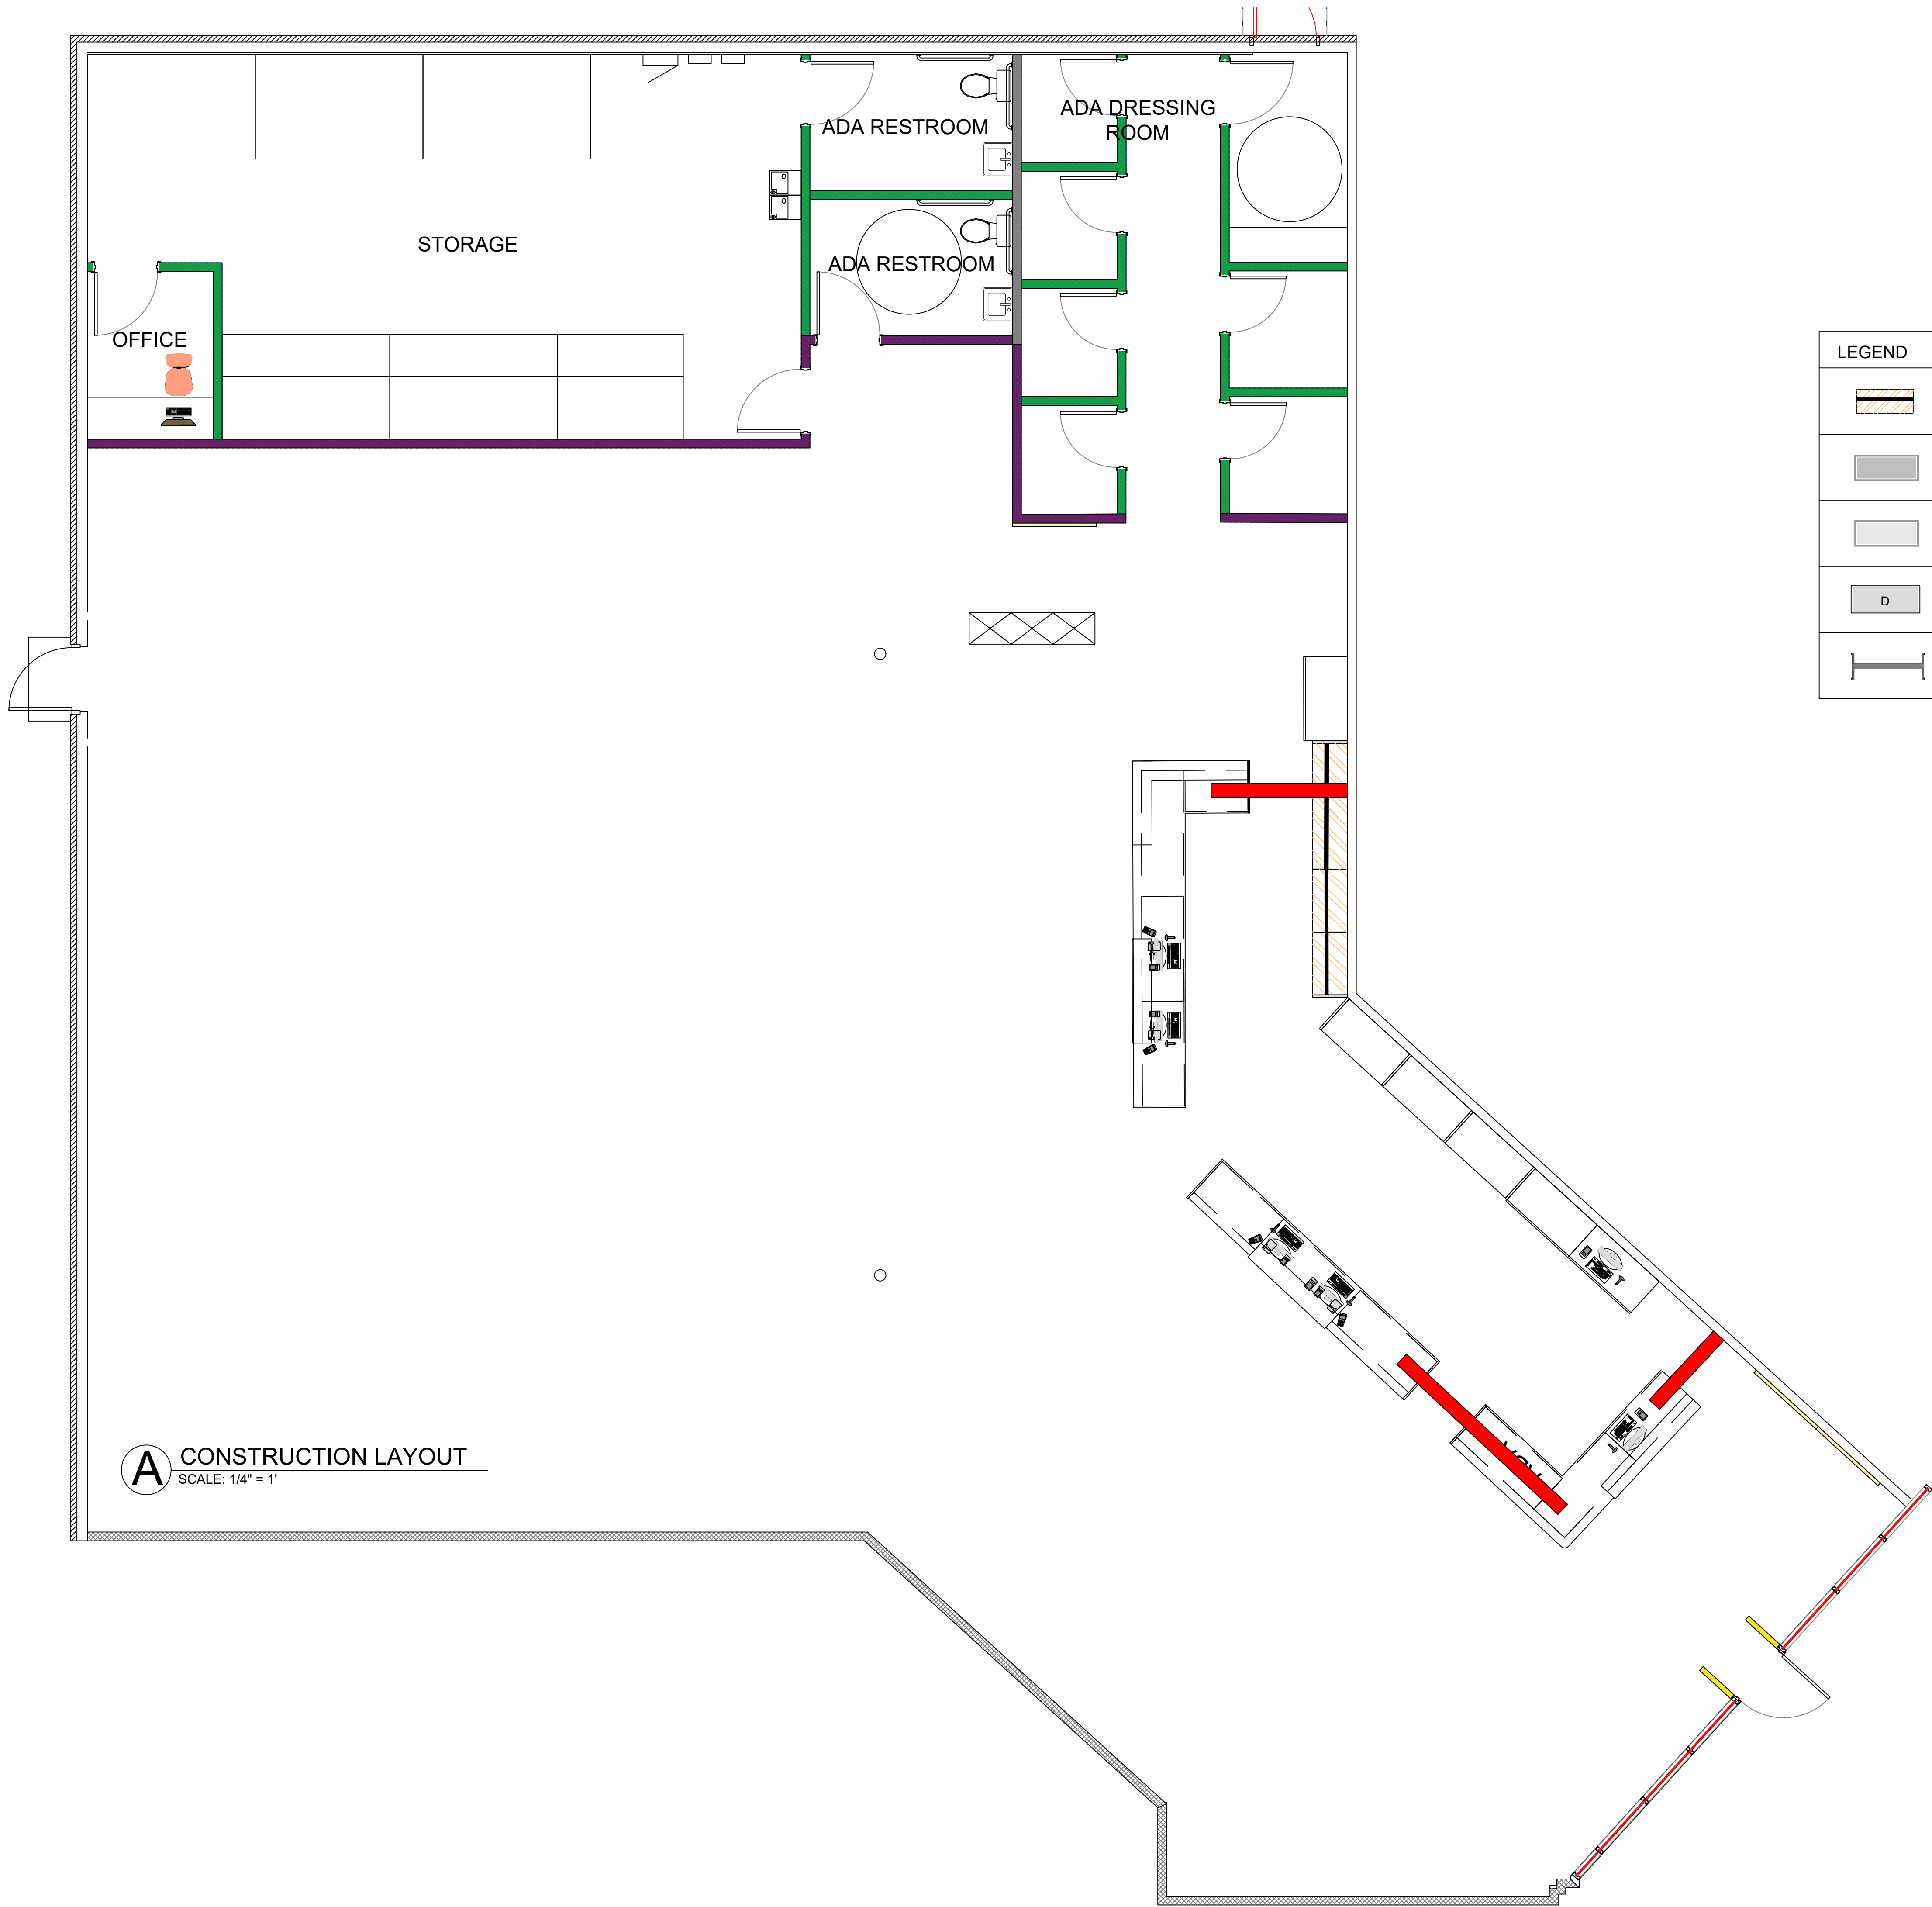 ADA DRESSING
ROOM
ADA RESTROOM
STORAGE
ADA RESTROOM
OFFICE
LEGEND
D
A
CONSTRUCTION LAYOUT
SCALE: 1/4" = 1'